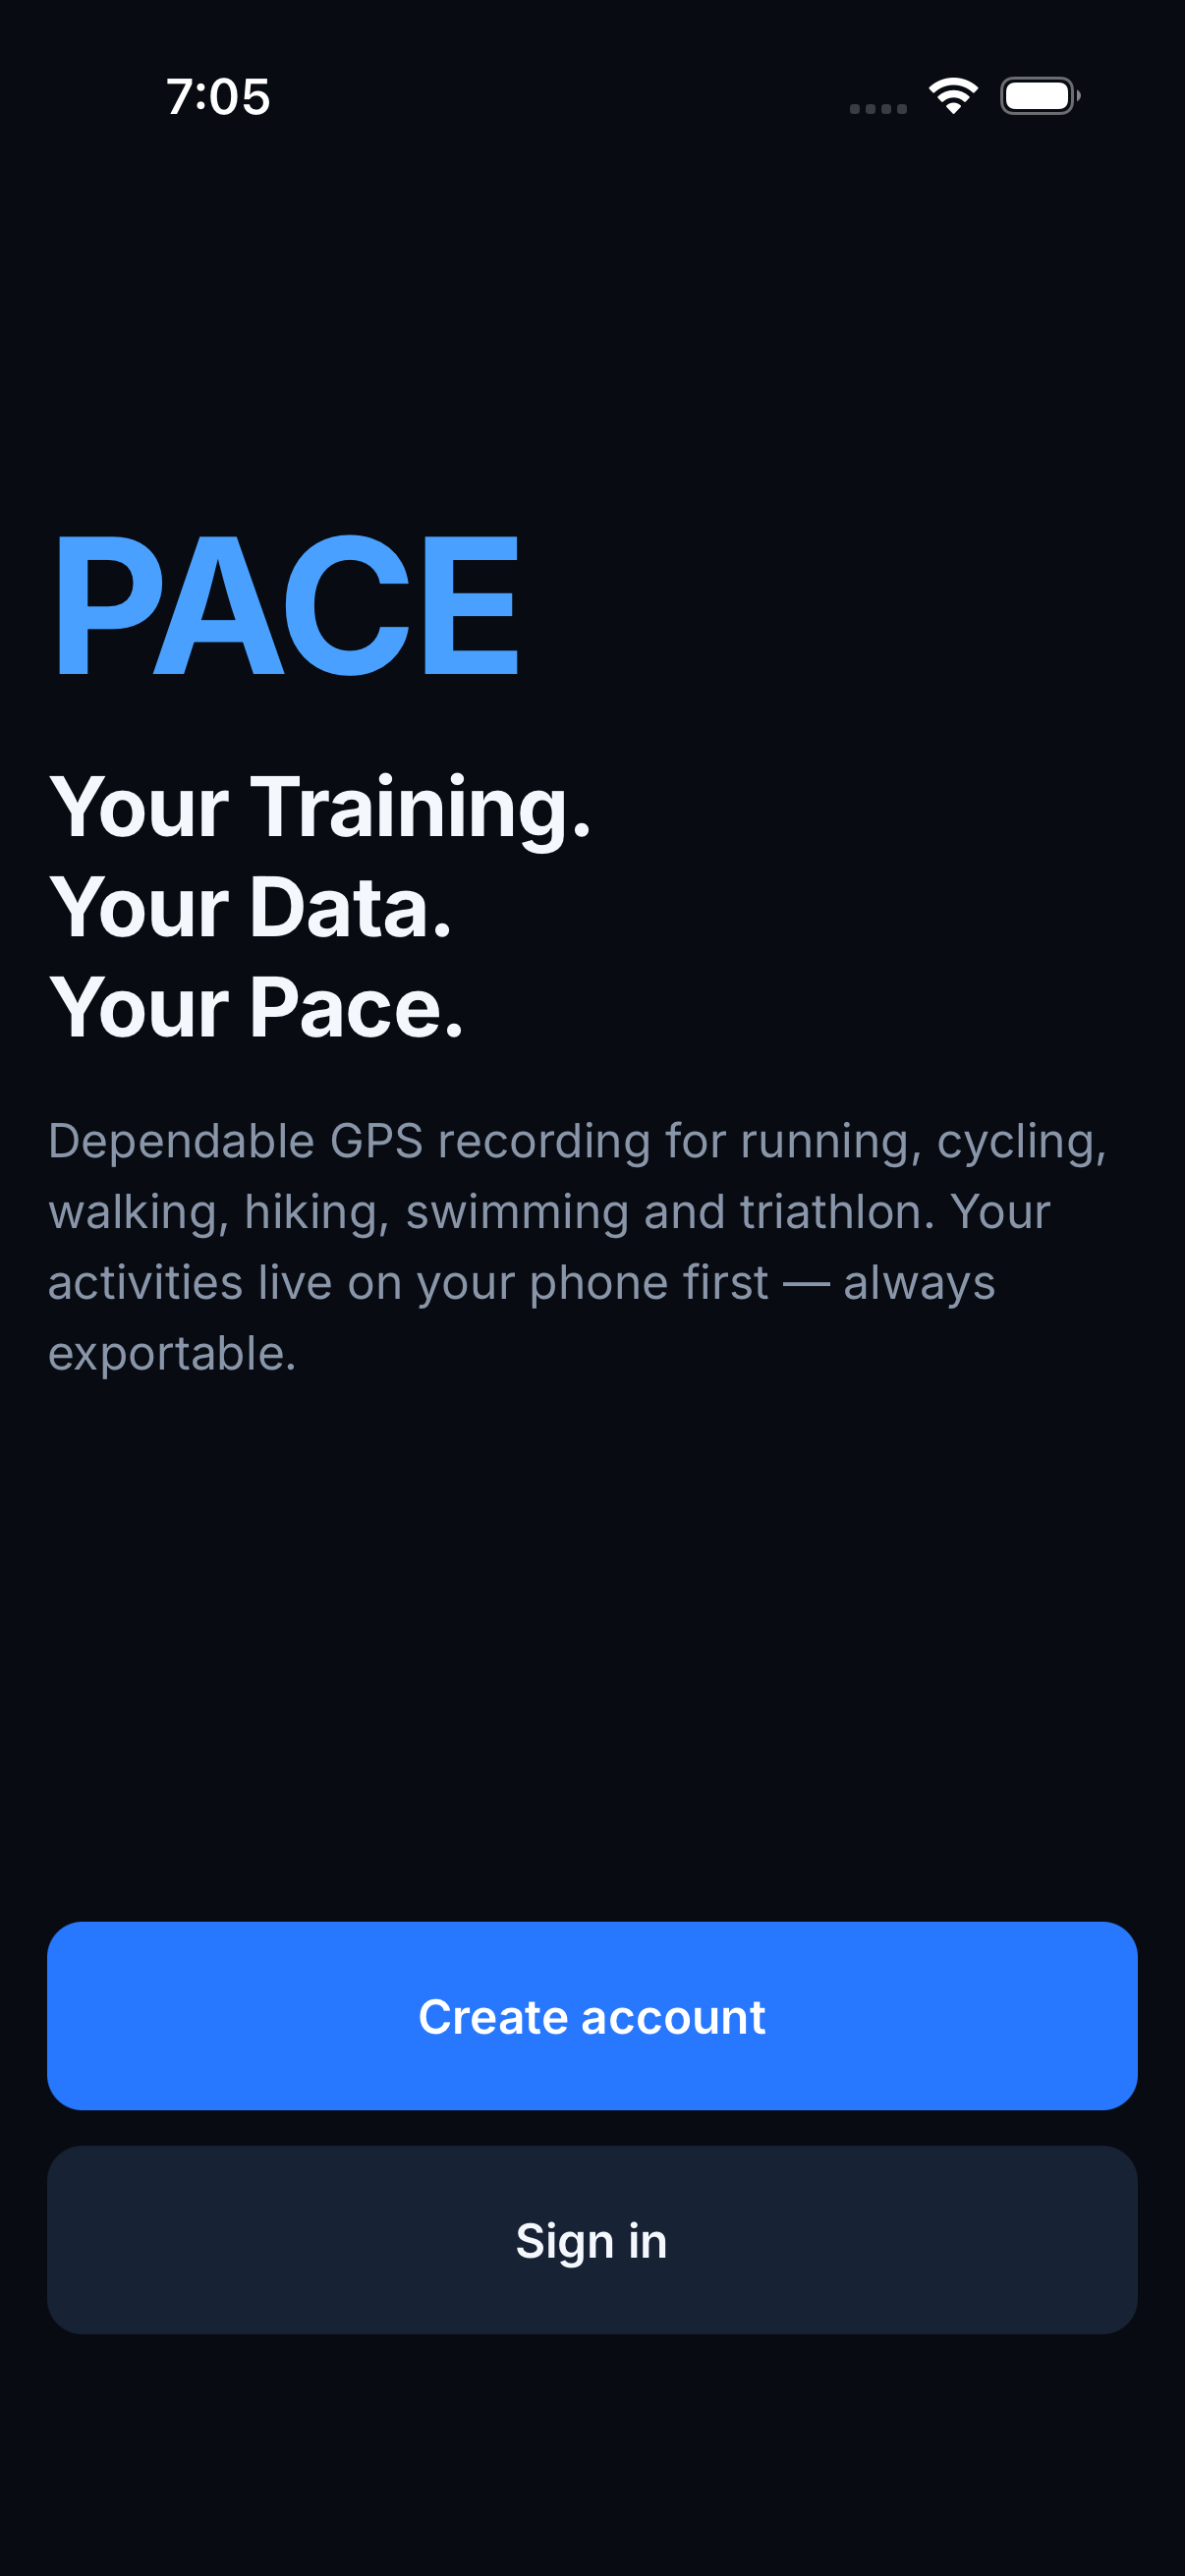 7:05
PACE
Your Training.
Your Data.
Your Pace.
Dependable GPS recording for running, cycling,
walking, hiking, swimming and triathlon. Your
activities live on your phone first — always
exportable.
Create account
Sign in